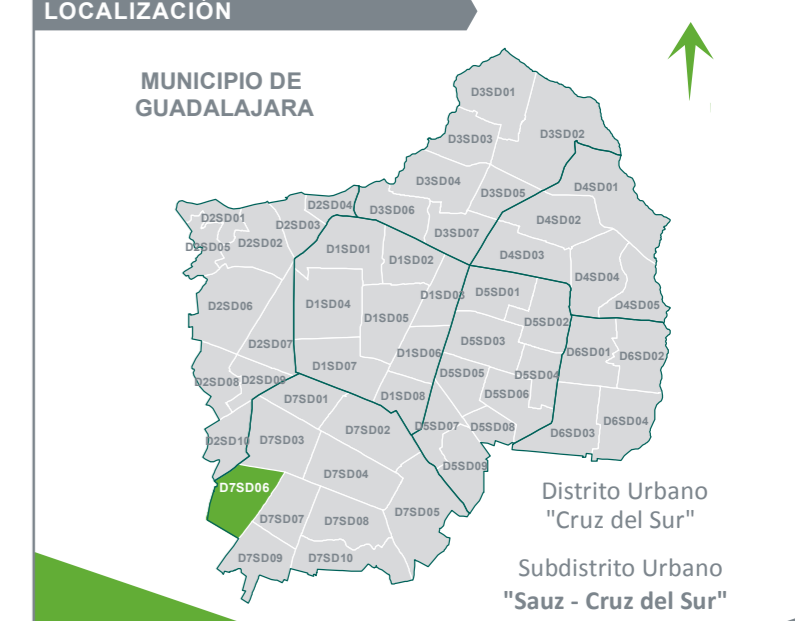 LOCALIZACIÓN
MUNICIPIO DE
GUADALAJARA
D3SD01
D3SD02
D3SD03
D3SD04
D3SD05
D4SD01
D2SD04
D3SD06
D4SD02
D2SD01
D2SD03
D3SD07
D2SD05
D2SD02
D1SD01
D1SD02
D4SD03
D4SD04
D1SD03
D5SD01
D2SD06
D1SD04
D4SD05
D1SD05
D5SD02
D2SD07
D5SD03
D1SD06
D6SD01
D6SD02
D1SD07
D5SD05
D5SD04
D2SD08
D2SD09
D7SD01
D1SD08
D5SD06
D7SD02
D5SD07
D5SD08
D6SD04
D6SD03
D2SD10
D7SD03
D5SD09
D7SD04
D7SD06
D7SD07
D7SD08
D7SD05
D7SD09
D7SD10
Distrito Urbano
"Cruz del Sur"
Subdistrito Urbano
"Sauz - Cruz del Sur"